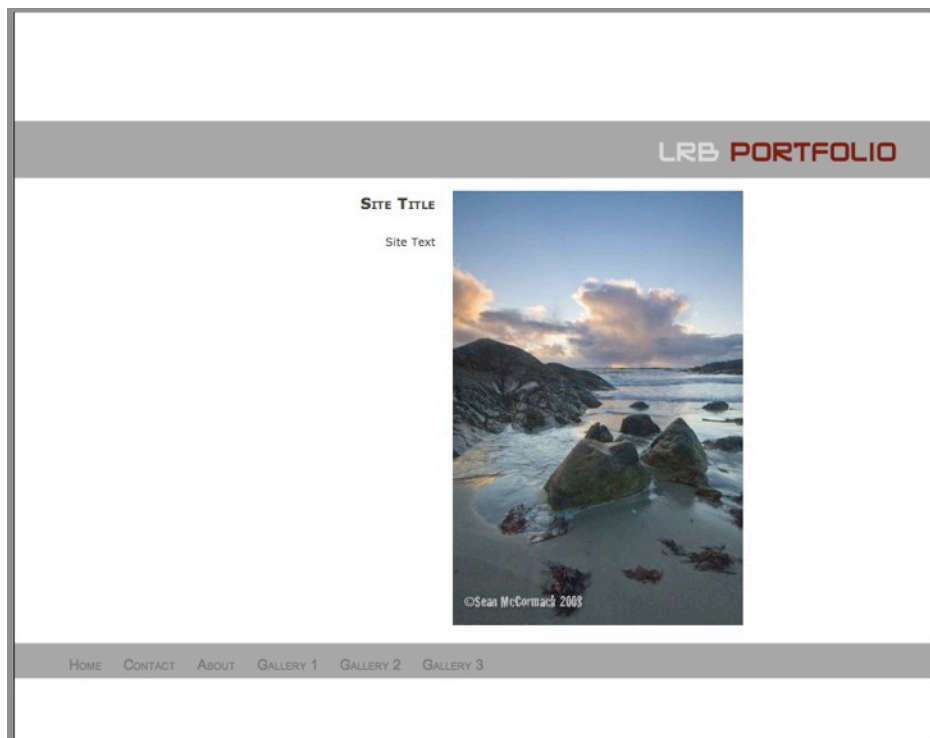 LRB PORTFOLIO
Site Title
Site Text
©Sean McCormack 2008
Home Contact About Gallery 1 Gallery 2 Gallery 3